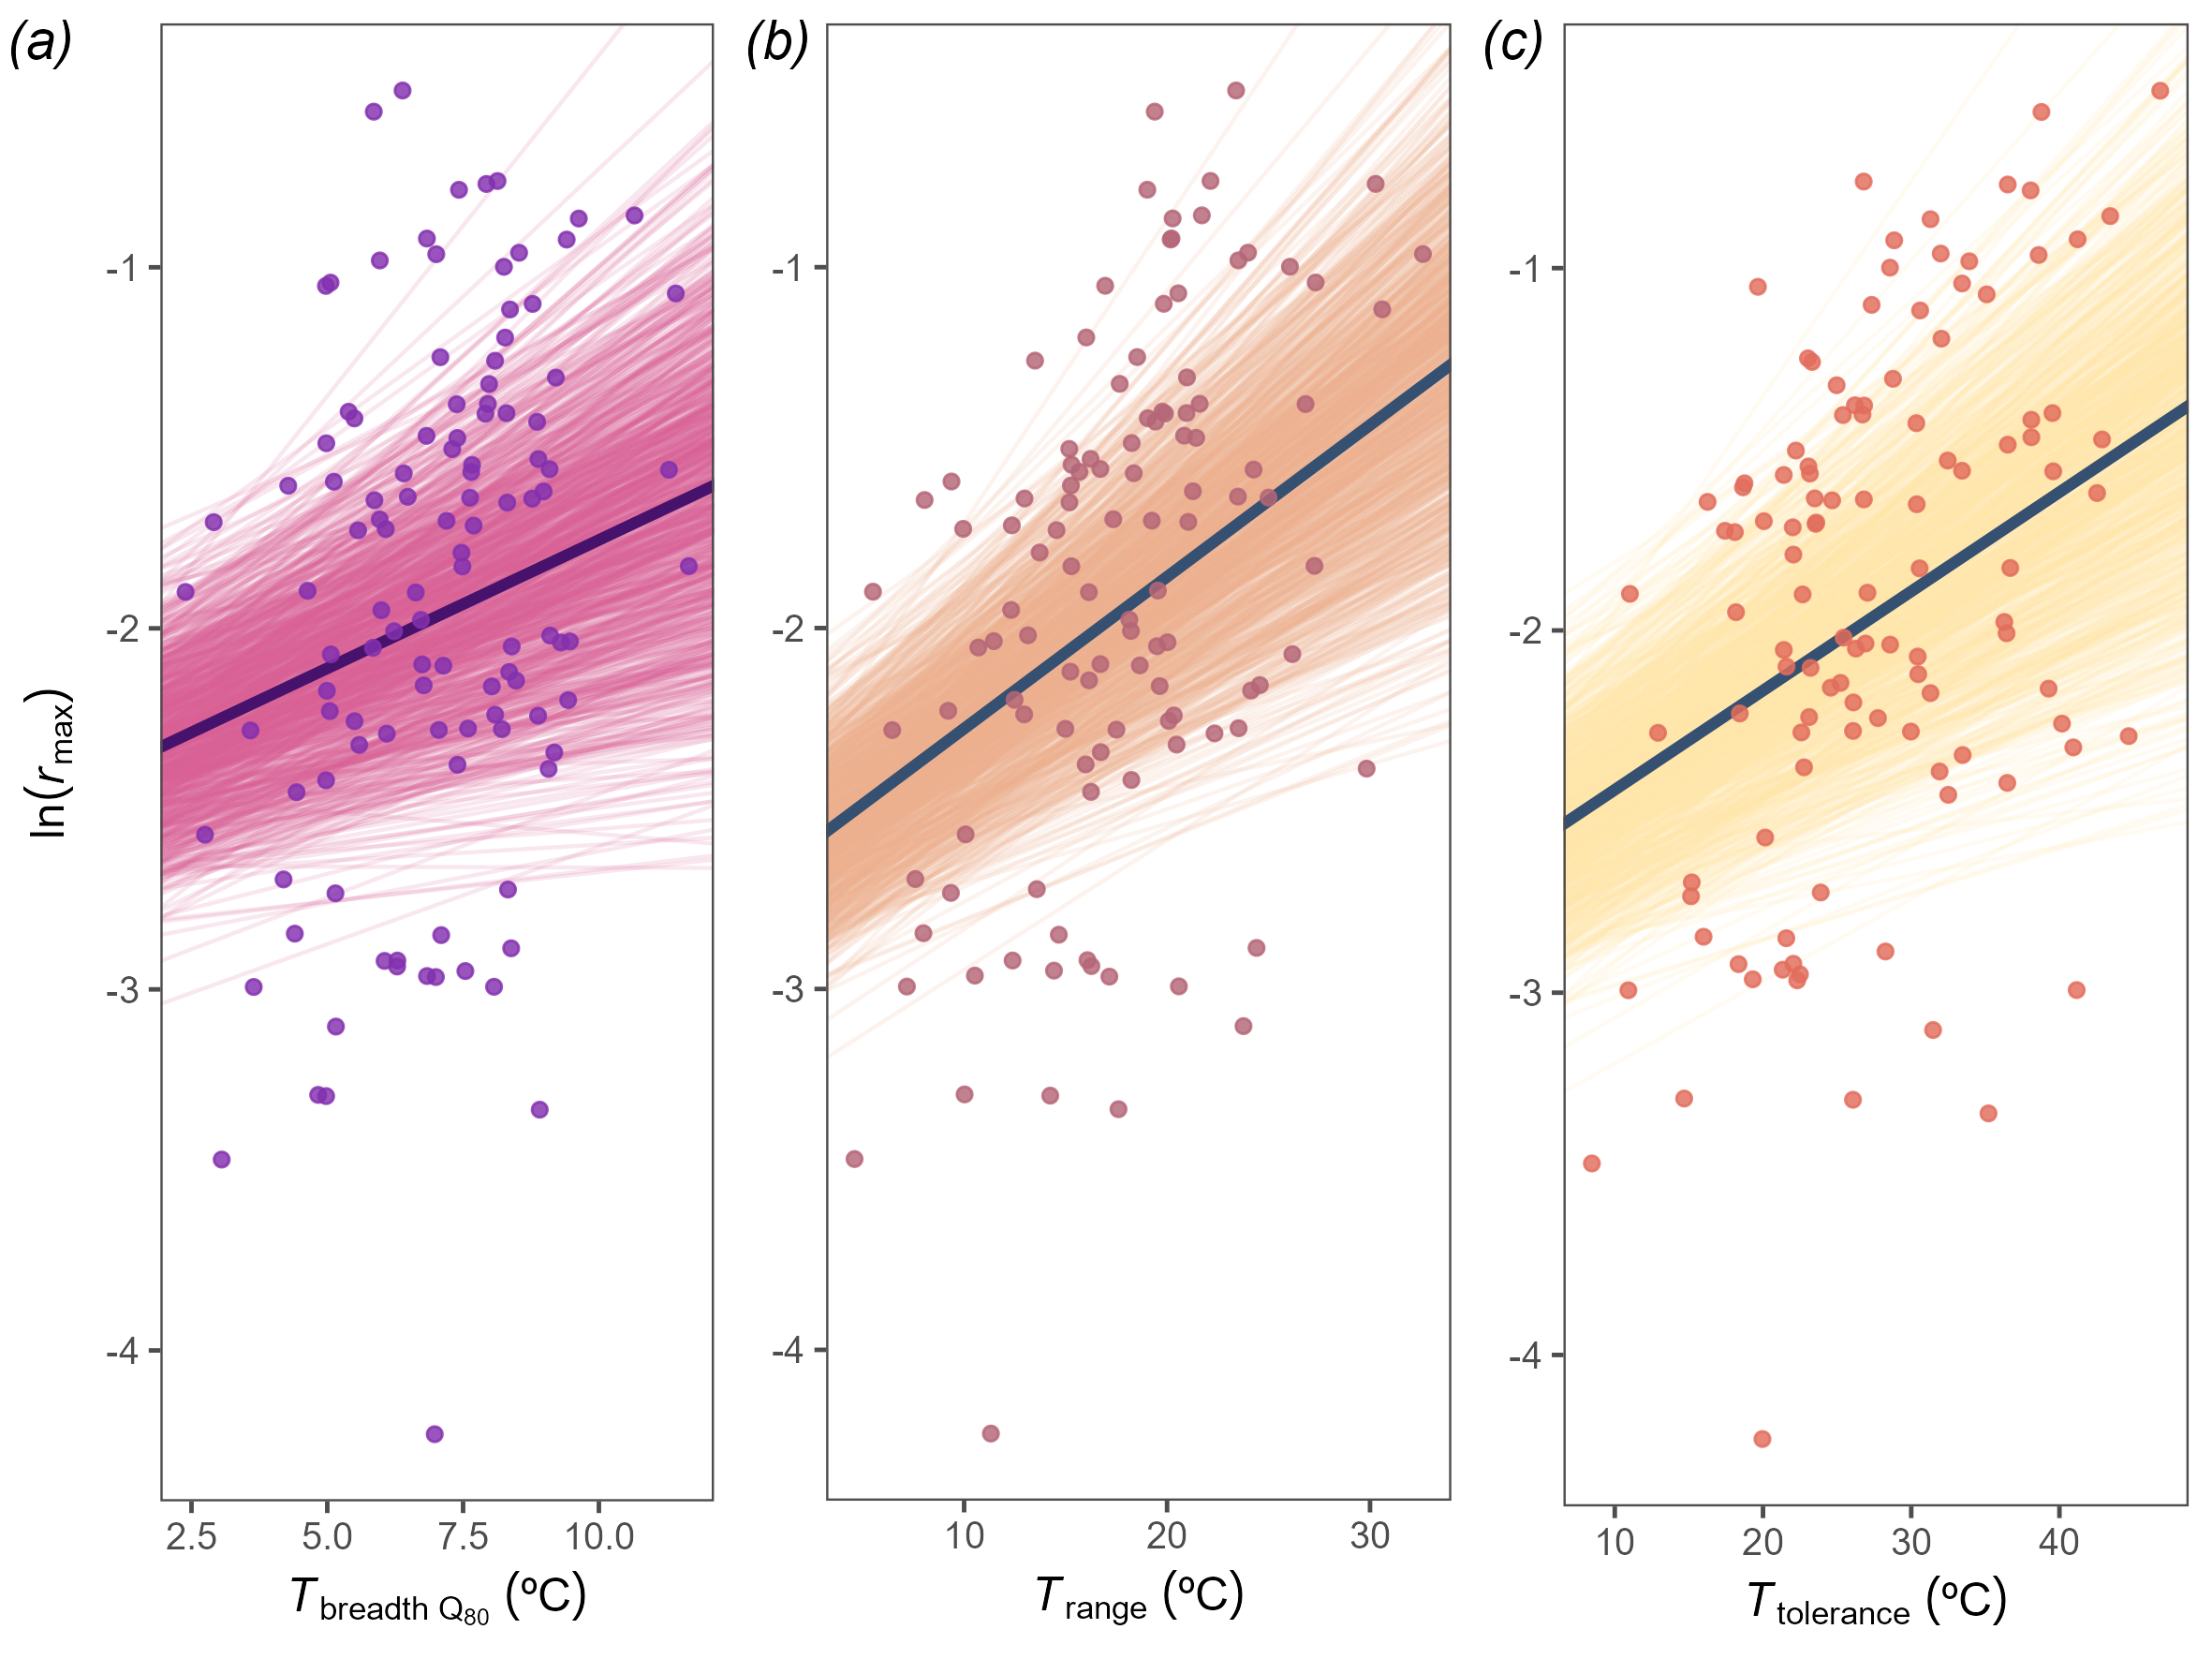 (a) (b) (c)
-1 -1 -1
-2 -2 -2
ln(rmax)
-3 -3 -3
-4 -4 -4
2.5 5.0 7.5 10.0 10 20 30 10 20 30 40
Tbreadth Q80 (ºC) Trange (ºC) Ttolerance (ºC)